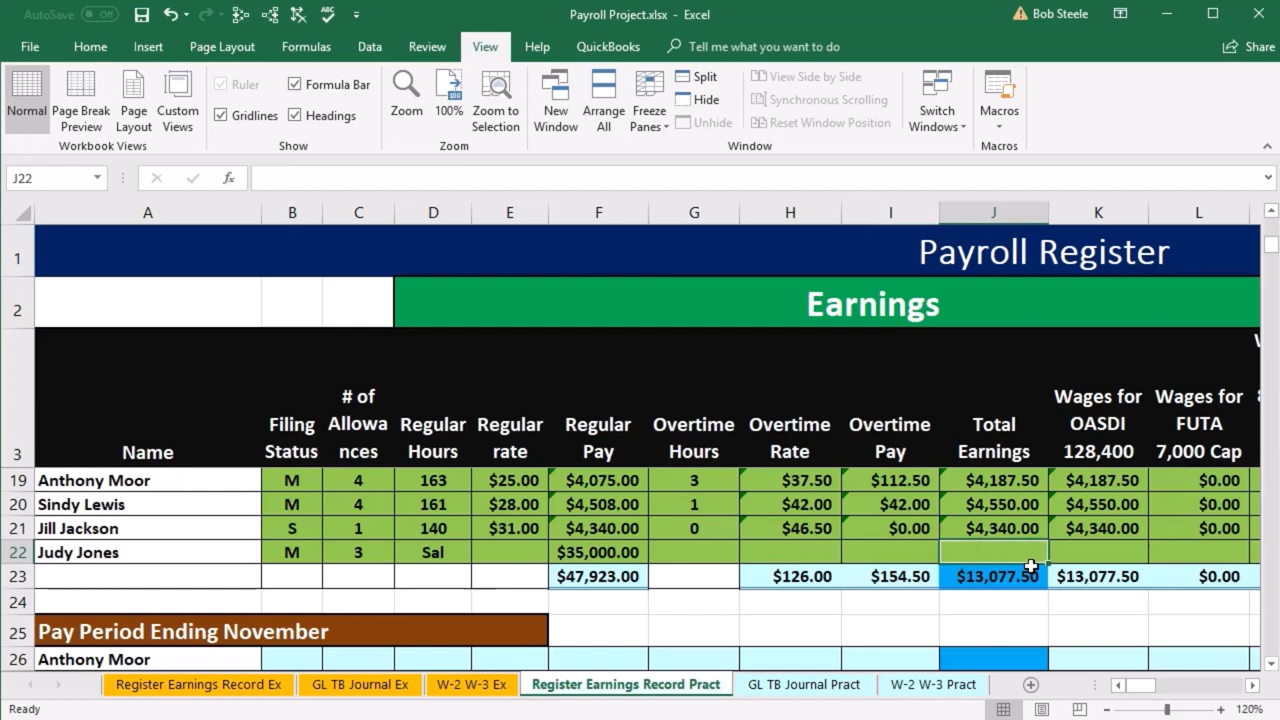 AutoSave Off Payroll Project.xlsx - Excel Bob Steele
File Home Insert Page Layout Formulas Data Review View Help QuickBooks Tell me what you want to do Share
Normal Page Break Preview Page Layout Custom Views
Workbook Views
Ruler Formula Bar
Gridlines Headings
Show
Zoom 100% Zoom to Selection
Zoom
New Window Arrange All Freeze Panes
Split
Hide
Unhide
View Side by Side
Synchronous Scrolling
Reset Window Position
Switch Windows
Window
Macros
Macros
J22 fx
A B C D E F G H I J K L
1 Payroll Register
2 Earnings
3 Name Filing Status # of Allowa nces Regular Hours Regular rate Regular Pay Overtime Hours Overtime Rate Overtime Pay Total Earnings Wages for OASDI 128,400 Wages for FUTA 7,000 Cap
19 Anthony Moor M 4 163 $25.00 $4,075.00 3 $37.50 $112.50 $4,187.50 $4,187.50 $0.00
20 Sindy Lewis M 4 161 $28.00 $4,508.00 1 $42.00 $42.00 $4,550.00 $4,550.00 $0.00
21 Jill Jackson S 1 140 $31.00 $4,340.00 0 $46.50 $0.00 $4,340.00 $4,340.00 $0.00
22 Judy Jones M 3 Sal $35,000.00
23 $47,923.00 $126.00 $154.50 $13,077.50 $13,077.50 $0.00
24
25 Pay Period Ending November
26 Anthony Moor
Register Earnings Record Ex GL TB Journal Ex W-2 W-3 Ex Register Earnings Record Pract GL TB Journal Pract W-2 W-3 Pract
Ready 120%